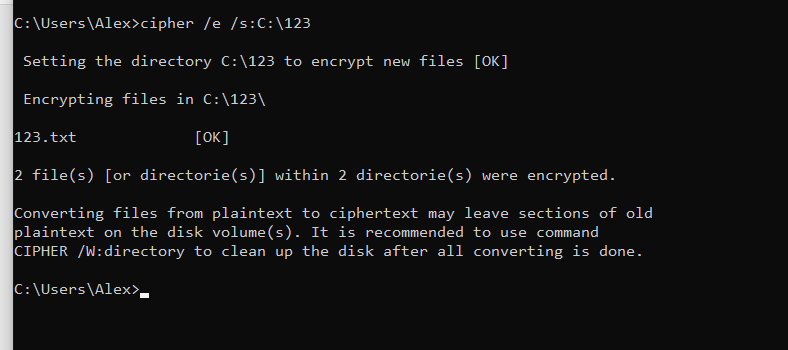 C:\Users\Alex>cipher /e /s:C:\123
Setting the directory C:\123 to encrypt new files [OK]
Encrypting files in C:\123\
123.txt [OK]
2 file(s) [or directorie(s)] within 2 directorie(s) were encrypted.
Converting files from plaintext to ciphertext may leave sections of old
plaintext on the disk volume(s). It is recommended to use command
CIPHER /W:directory to clean up the disk after all converting is done.
C:\Users\Alex>